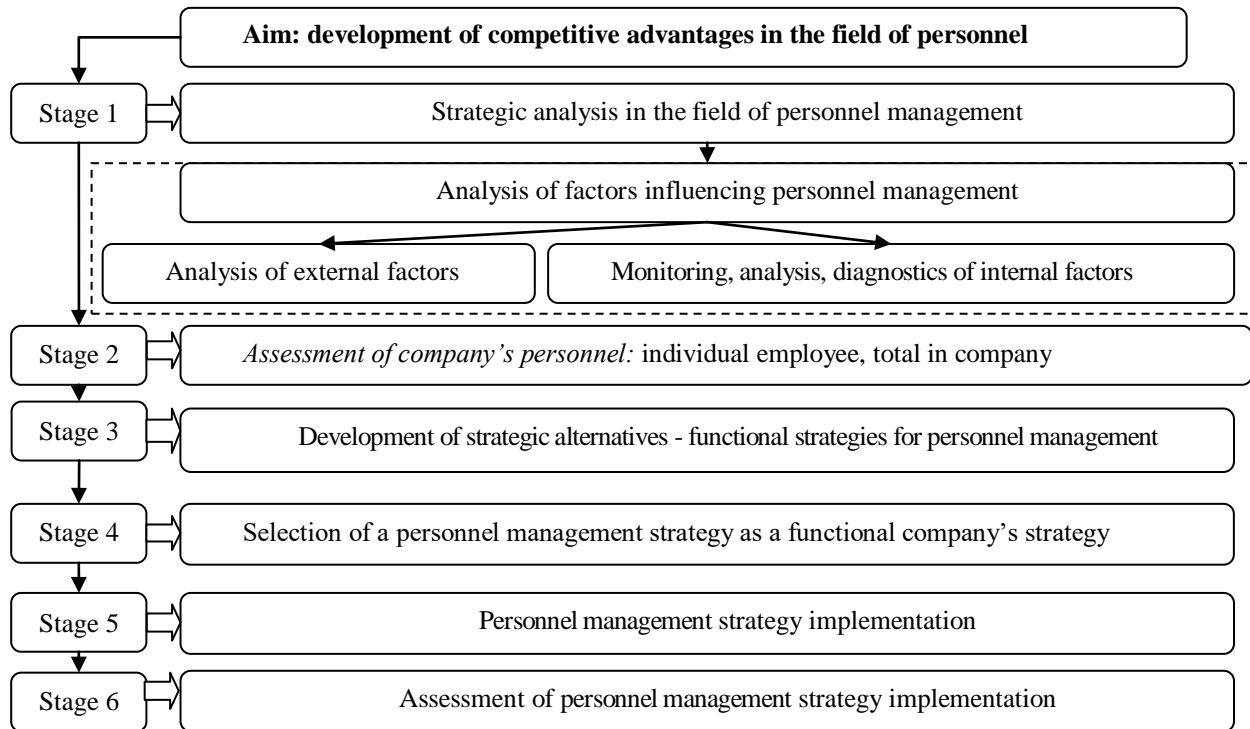 Aim: development of competitive advantages in the field of personnel
Stage 1
Strategic analysis in the field of personnel management
Analysis of factors influencing personnel management
Analysis of external factors
Monitoring, analysis, diagnostics of internal factors
Stage 2
Assessment of company’s personnel: individual employee, total in company
Stage 3
Development of strategic alternatives - functional strategies for personnel management
Stage 4
Selection of a personnel management strategy as a functional company’s strategy
Stage 5
Personnel management strategy implementation
Stage 6
Assessment of personnel management strategy implementation